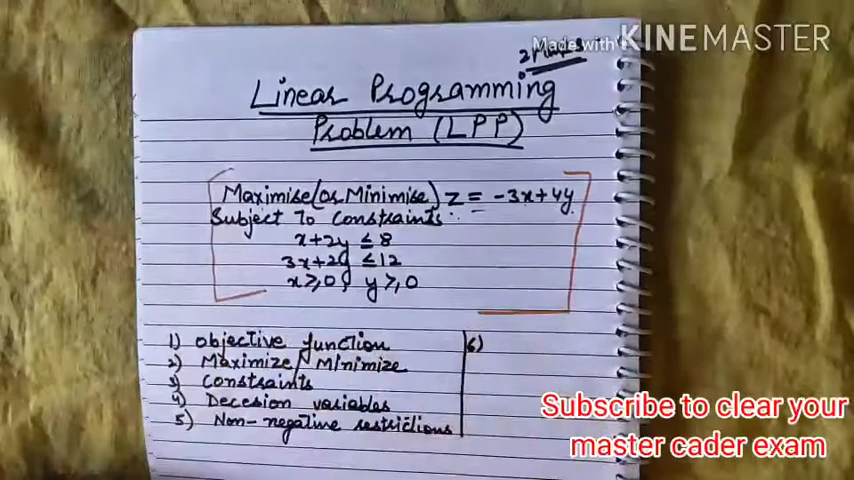 Made with KINEMASTER
Linear Programming
Problem (LPP)
Maximise (or Minimise) Z = -3x+4y
Subject To constraints:
x+2y ≤ 8
3x+2y ≤ 12
x ≥ 0, y ≥ 0
1) objective function
2) Maximize / Minimize
3) Constraints
4) Decesion variables
5) Non-negative restrictions
6)
Subscribe to clear your
master cader exam